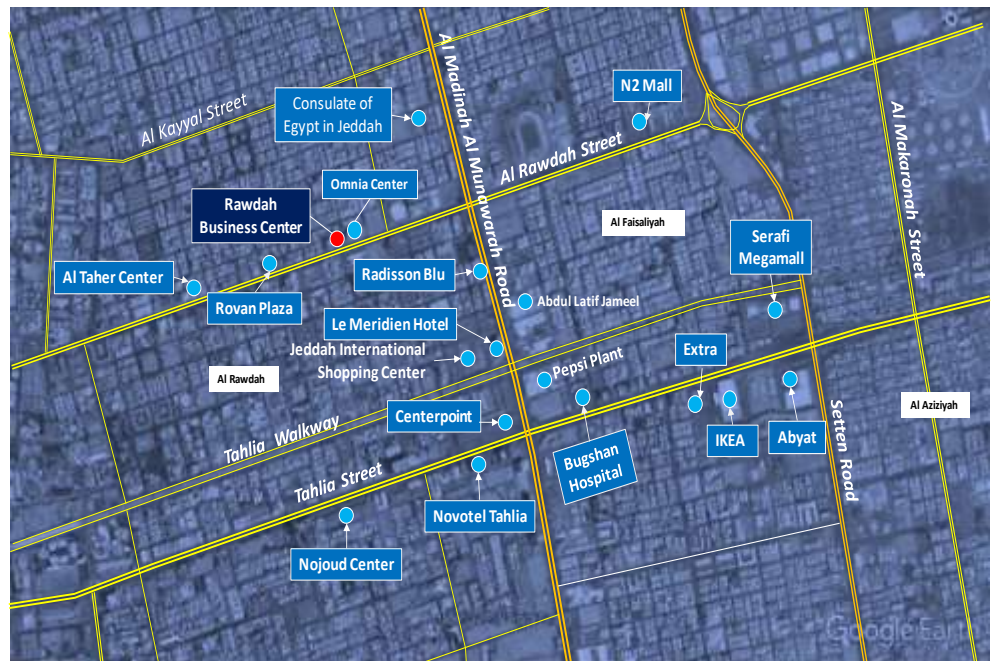 Al Madinah Al Munawarah Road
Al Kayyal Street
Consulate of
Egypt in Jeddah
N2 Mall
Al Makaronah Street
Al Rawdah Street
Omnia Center
Rawdah
Business Center
Al Faisaliyah
Serafi
Megamall
Al Taher Center
Rovan Plaza
Radisson Blu
Abdul Latif Jameel
Le Meridien Hotel
Jeddah International
Shopping Center
Pepsi Plant
Extra
Al Rawdah
Al Aziziyah
Centerpoint
Tahlia Walkway
IKEA
Abyat
Setten Road
Bugshan
Hospital
Tahlia Street
Novotel Tahlia
Nojoud Center
Google Earth